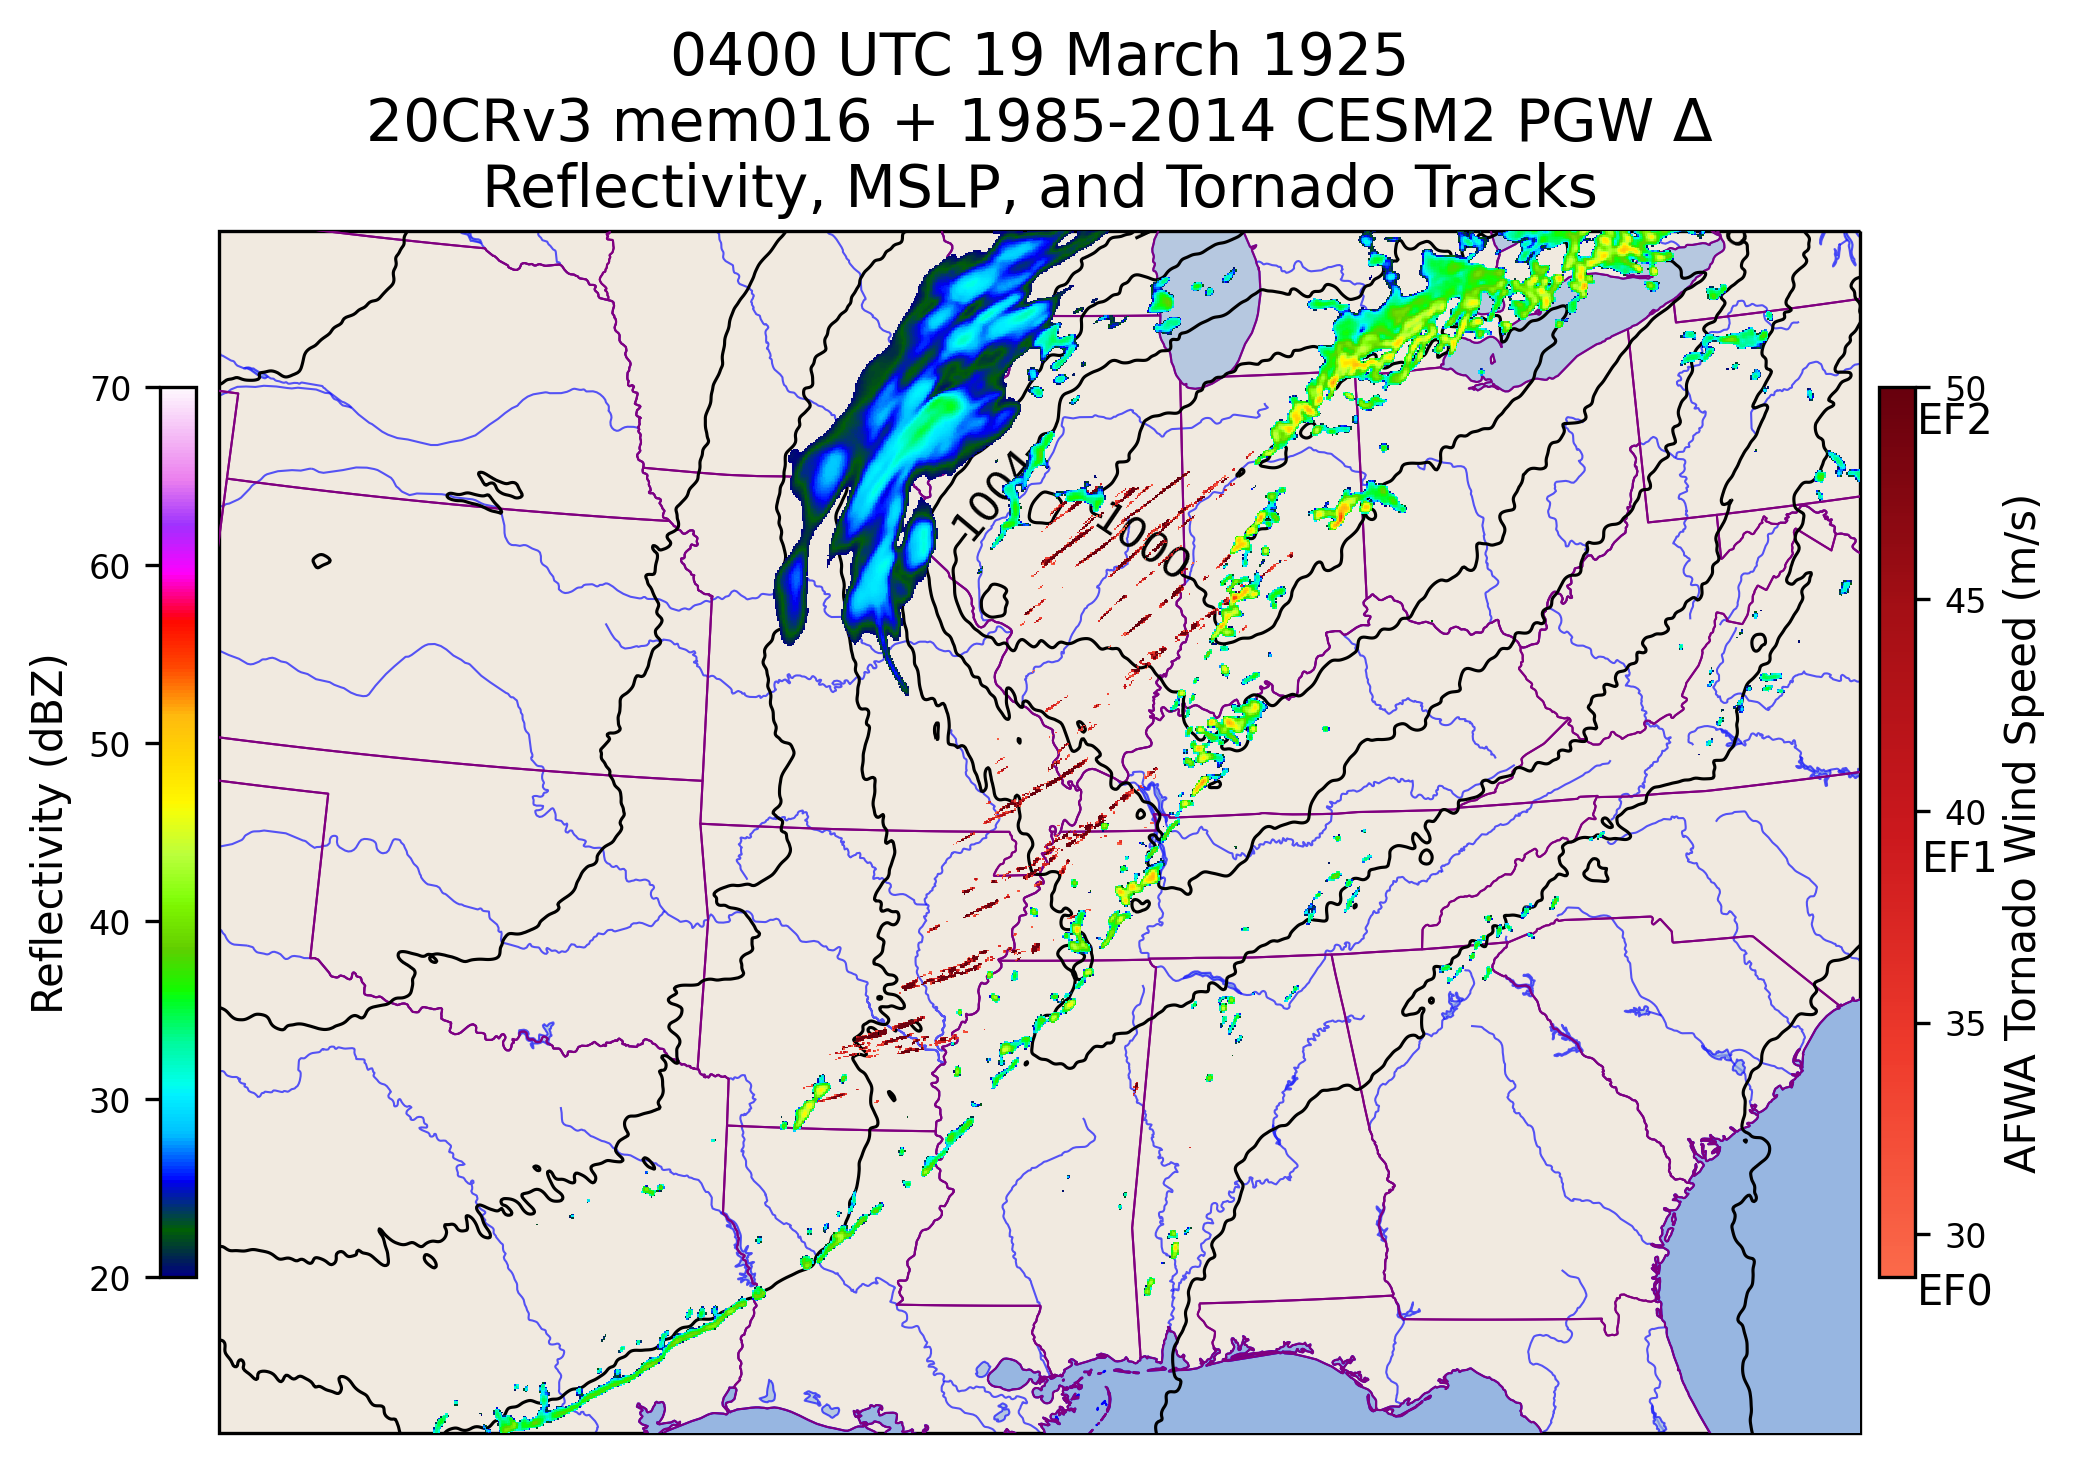 0400 UTC 19 March 1925
20CRv3 mem016 + 1985-2014 CESM2 PGW Δ
Reflectivity, MSLP, and Tornado Tracks
Reflectivity (dBZ)
70
60
50
40
30
20
1004
1000
50
EF2
45
40
EF1
35
30
EF0
AFWA Tornado Wind Speed (m/s)